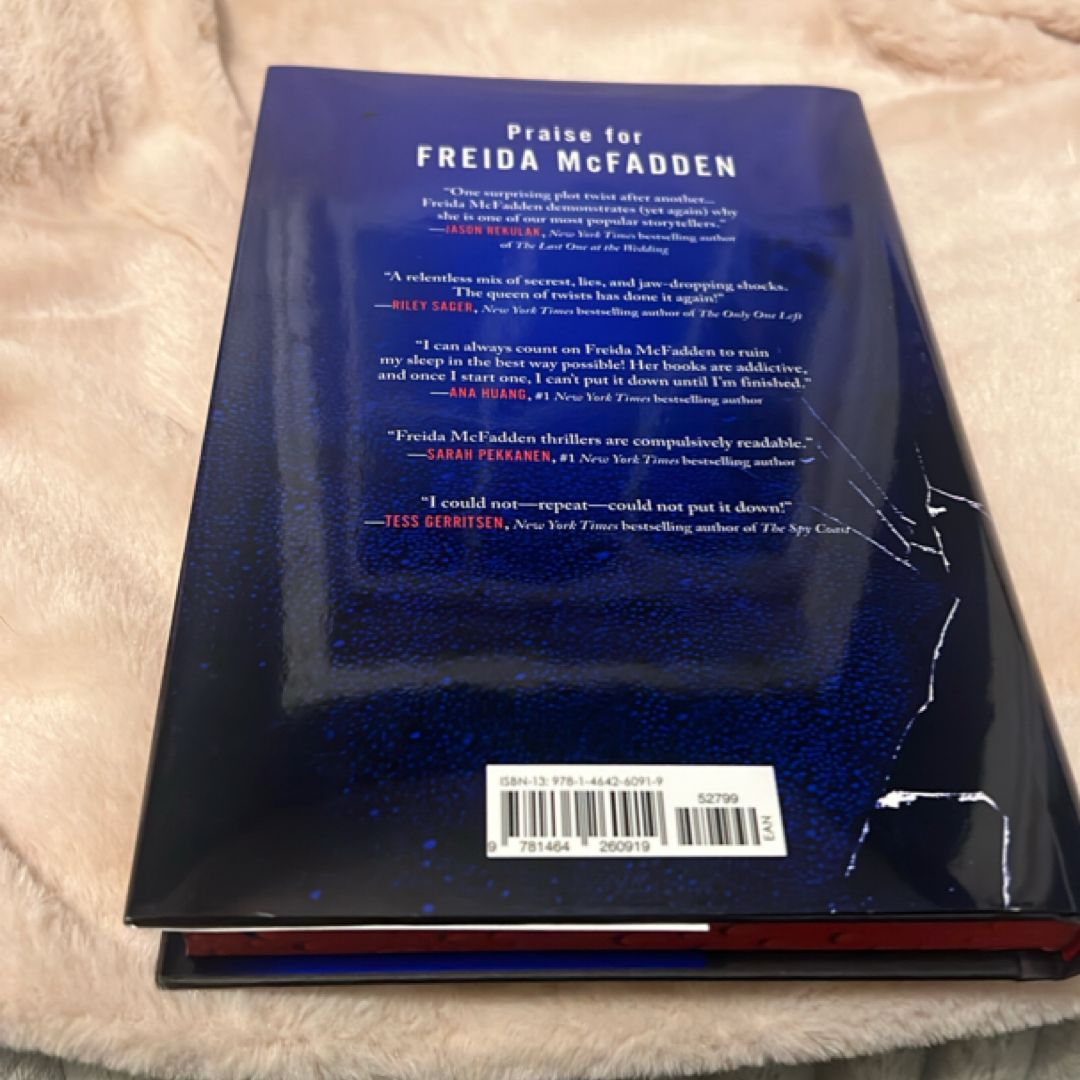 Praise for
FREIDA McFADDEN
"One surprising plot twist after another...
Freida McFadden demonstrates (yet again) why
she is one of our most popular storytellers."
—JASON REKULAK, New York Times bestselling author
of The Last One at the Wedding
"A relentless mix of secrest, lies, and jaw-dropping shocks.
The queen of twists has done it again!"
—RILEY SAGER, New York Times bestselling author of The Only One Left
"I can always count on Freida McFadden to ruin
my sleep in the best way possible! Her books are addictive,
and once I start one, I can't put it down until I'm finished."
—ANA HUANG, #1 New York Times bestselling author
"Freida McFadden thrillers are compulsively readable."
—SARAH PEKKANEN, #1 New York Times bestselling author
"I could not—repeat—could not put it down!"
—TESS GERRITSEN, New York Times bestselling author of The Spy Coast
ISBN-13: 978-1-4642-6091-9
52799
EAN
9 781464 260919